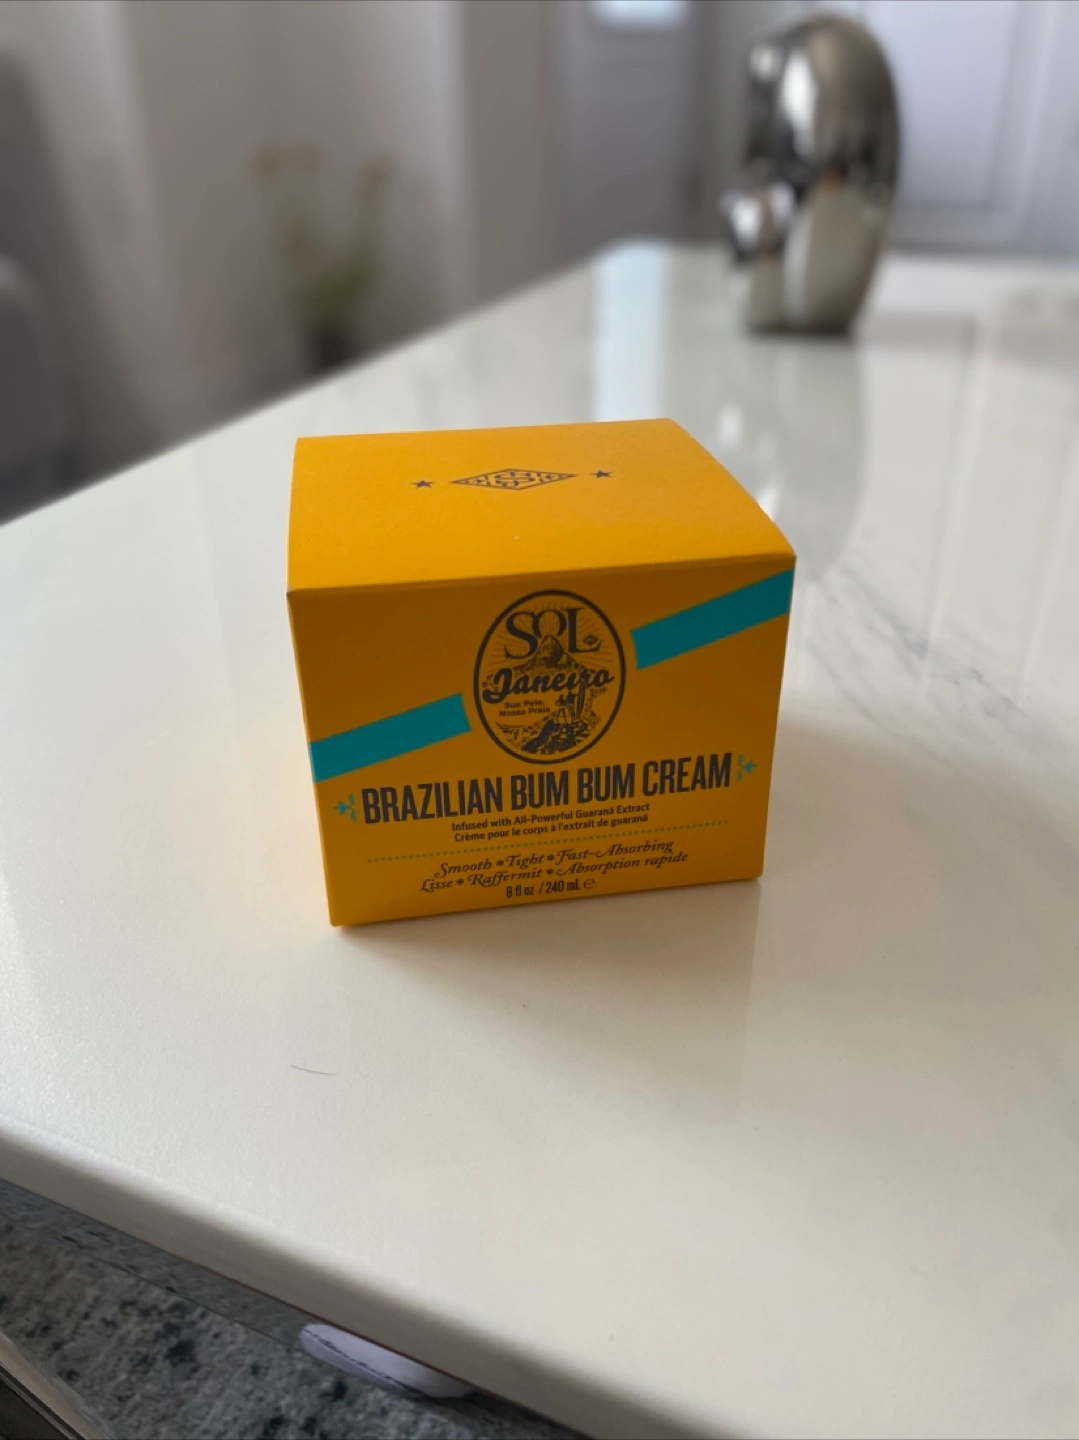 SOL
de
Janeiro
Sua Pele,
Nossa Praia
BRAZILIAN BUM BUM CREAM
Infused with All-Powerful Guaraná Extract
Crème pour le corps à l'extrait de guaraná
Smooth • Tight • Fast-Absorbing
Lisse • Raffermit • Absorption rapide
8 fl oz / 240 mL ℮